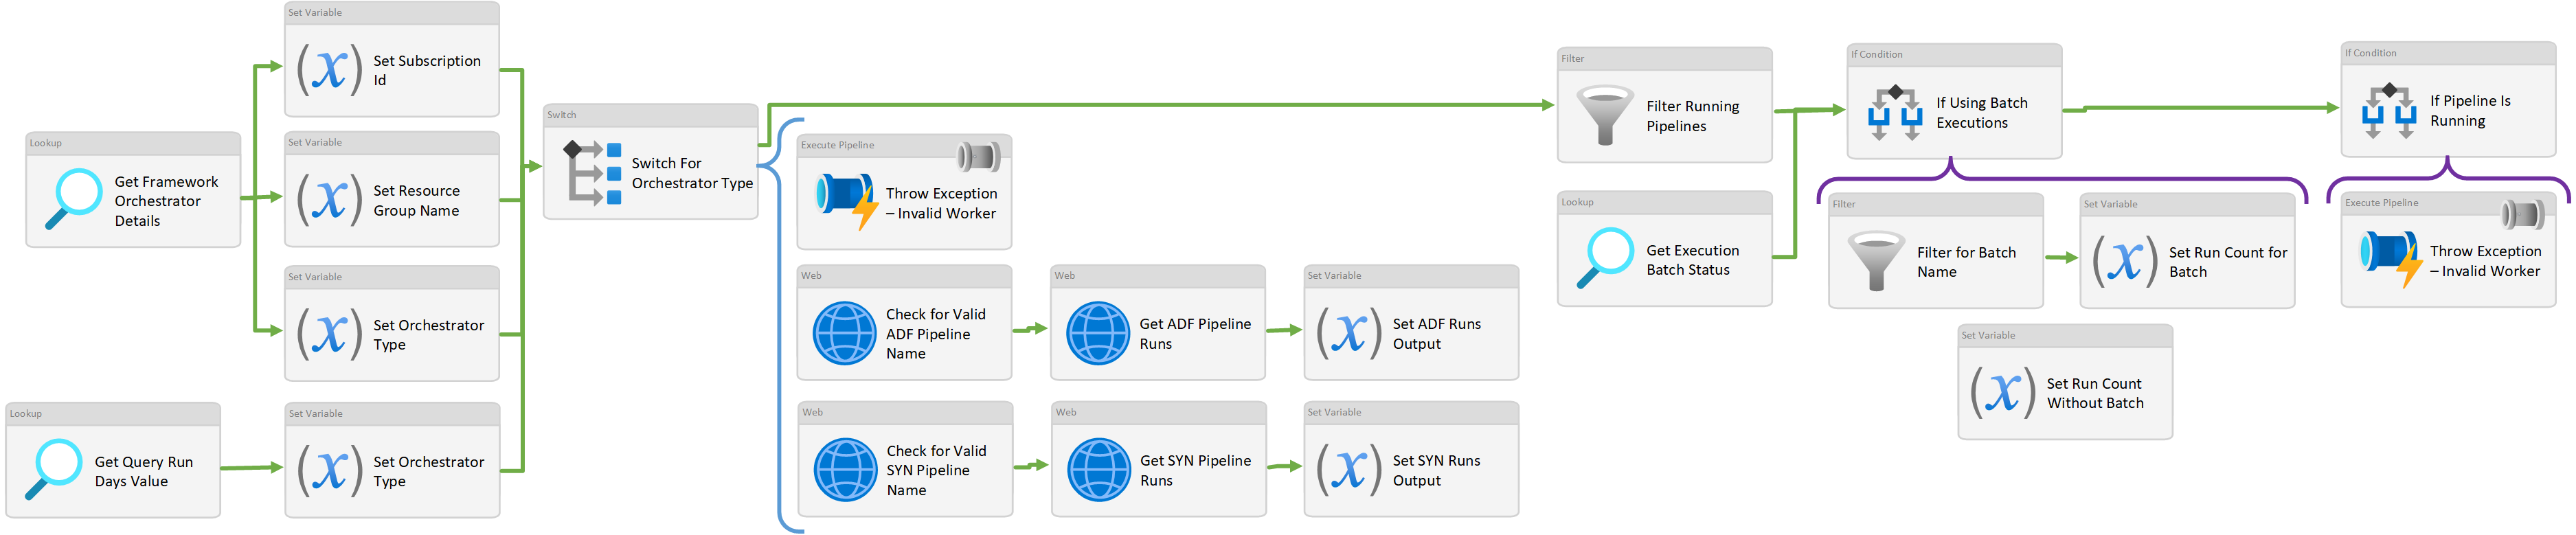 Lookup
Get Framework
Orchestrator
Details
Lookup
Get Query Run
Days Value
Set Variable
(x)
Set Subscription
Id
Set Variable
(x)
Set Resource
Group Name
Set Variable
(x)
Set Orchestrator
Type
Set Variable
(x)
Set Orchestrator
Type
Switch
Switch For
Orchestrator Type
Execute Pipeline
Throw Exception
– Invalid Worker
Web
Check for Valid
ADF Pipeline
Name
Web
Get ADF Pipeline
Runs
Set Variable
(x)
Set ADF Runs
Output
Web
Check for Valid
SYN Pipeline
Name
Web
Get SYN Pipeline
Runs
Set Variable
(x)
Set SYN Runs
Output
Filter
Filter Running
Pipelines
Lookup
Get Execution
Batch Status
If Condition
If Using Batch
Executions
Filter
Filter for Batch
Name
Set Variable
(x)
Set Run Count for
Batch
Set Variable
(x)
Set Run Count
Without Batch
If Condition
If Pipeline Is
Running
Execute Pipeline
Throw Exception
– Invalid Worker